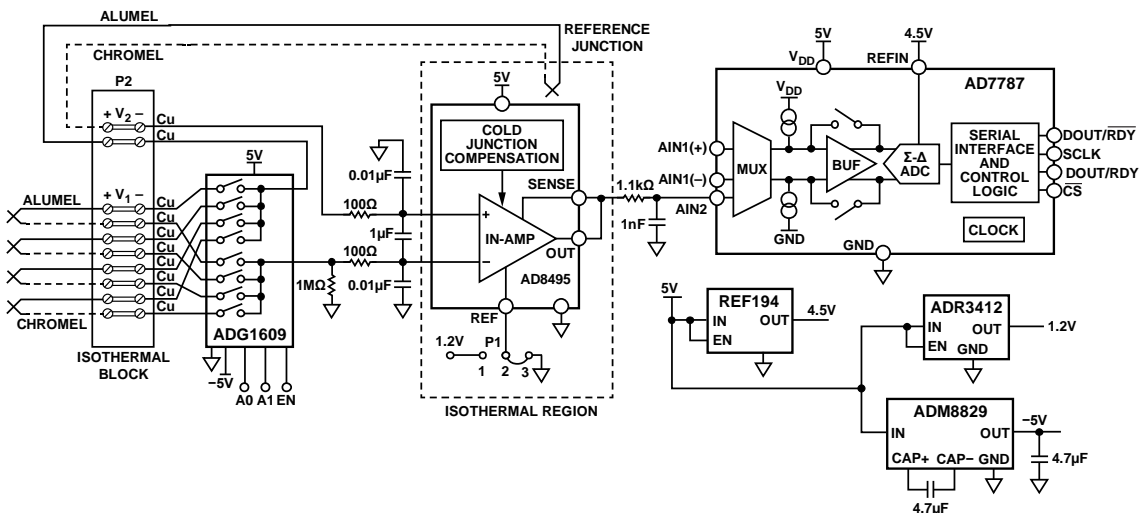 ALUMEL
CHROMEL
REFERENCE
JUNCTION
P2
+ V2 −
Cu
Cu
5V
ALUMEL
+ V1 −
Cu
Cu
Cu
Cu
Cu
Cu
Cu
Cu
CHROMEL
ISOTHERMAL
BLOCK
ADG1609
−5V
A0 A1 EN
0.01µF
100Ω
1µF
100Ω
1MΩ
0.01µF
5V
COLD
JUNCTION
COMPENSATION
SENSE
+
IN-AMP
−
OUT
AD8495
REF
1.2V
P1
1 2 3
ISOTHERMAL REGION
1.1kΩ
1nF
5V
VDD
4.5V
REFIN
AD7787
VDD
AIN1(+)
AIN1(−)
AIN2
MUX
BUF
Σ-Δ
ADC
GND
SERIAL
INTERFACE
AND
CONTROL
LOGIC
DOUT/RDY
SCLK
DOUT/RDY
CS
CLOCK
GND
5V
REF194
IN OUT
EN
4.5V
ADR3412
IN OUT
EN
GND
1.2V
ADM8829
IN OUT
CAP+ CAP− GND
−5V
4.7µF
4.7µF